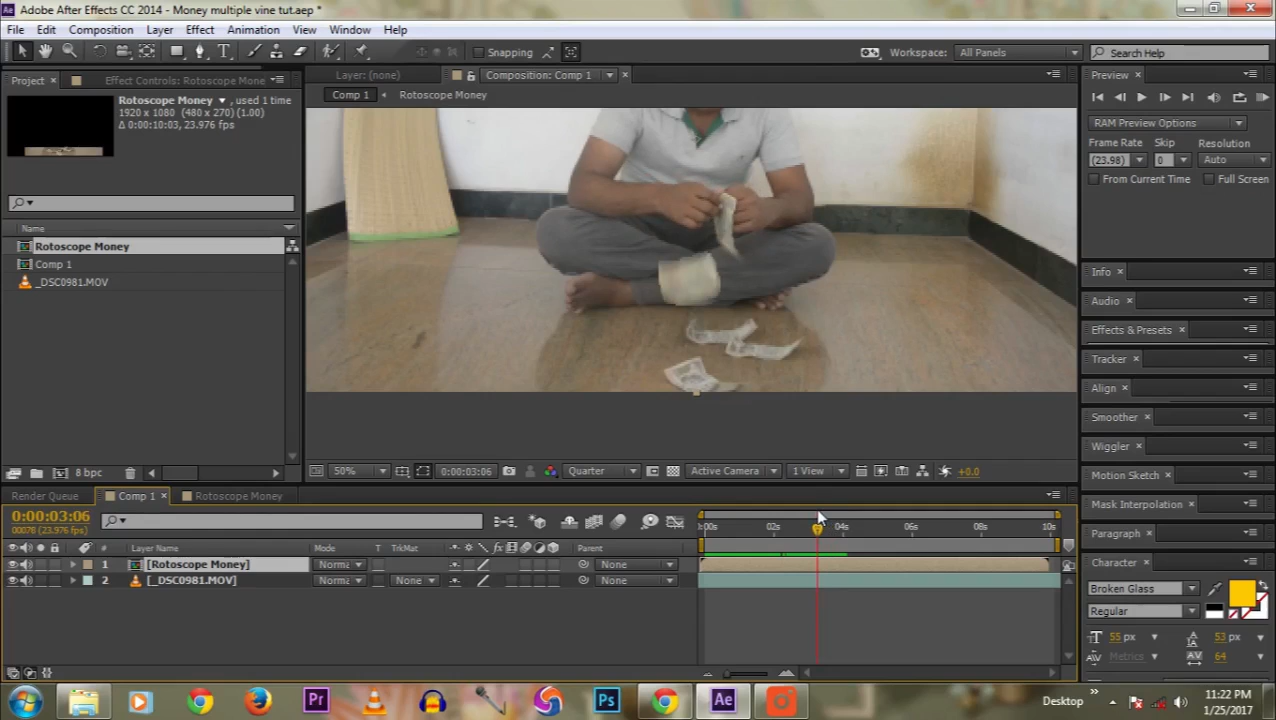 Adobe After Effects CC 2014 - Money multiple vine tut.aep *
File Edit Composition Layer Effect Animation View Window Help
Snapping
Workspace: All Panels
Search Help
Project
Effect Controls: Rotoscope Mone
Layer: (none)
Composition: Comp 1
Preview
Rotoscope Money ▼, used 1 time
1920 x 1080 (480 x 270) (1.00)
Δ 0:00:10:03, 23.976 fps
Comp 1
Rotoscope Money
RAM Preview Options
Frame Rate Skip Resolution
(23.98) 0 Auto
From Current Time Full Screen
Name
Rotoscope Money
Comp 1
_DSC0981.MOV
Info
Audio
Effects & Presets
Tracker
Align
Smoother
Wiggler
Motion Sketch
Mask Interpolation
Paragraph
Character
8 bpc
50%
0:00:03:06
Quarter
Active Camera
1 View
+0.0
Render Queue
Comp 1
Rotoscope Money
0:00:03:06
00078 (23.976 fps)
:00s 02s 04s 06s 08s 10s
# Layer Name Mode T TrkMat Parent
1 [Rotoscope Money] Norma None
2 [_DSC0981.MOV] Norma None None
Broken Glass
Regular
55 px 53 px
Metrics 64
Desktop
11:22 PM
1/25/2017